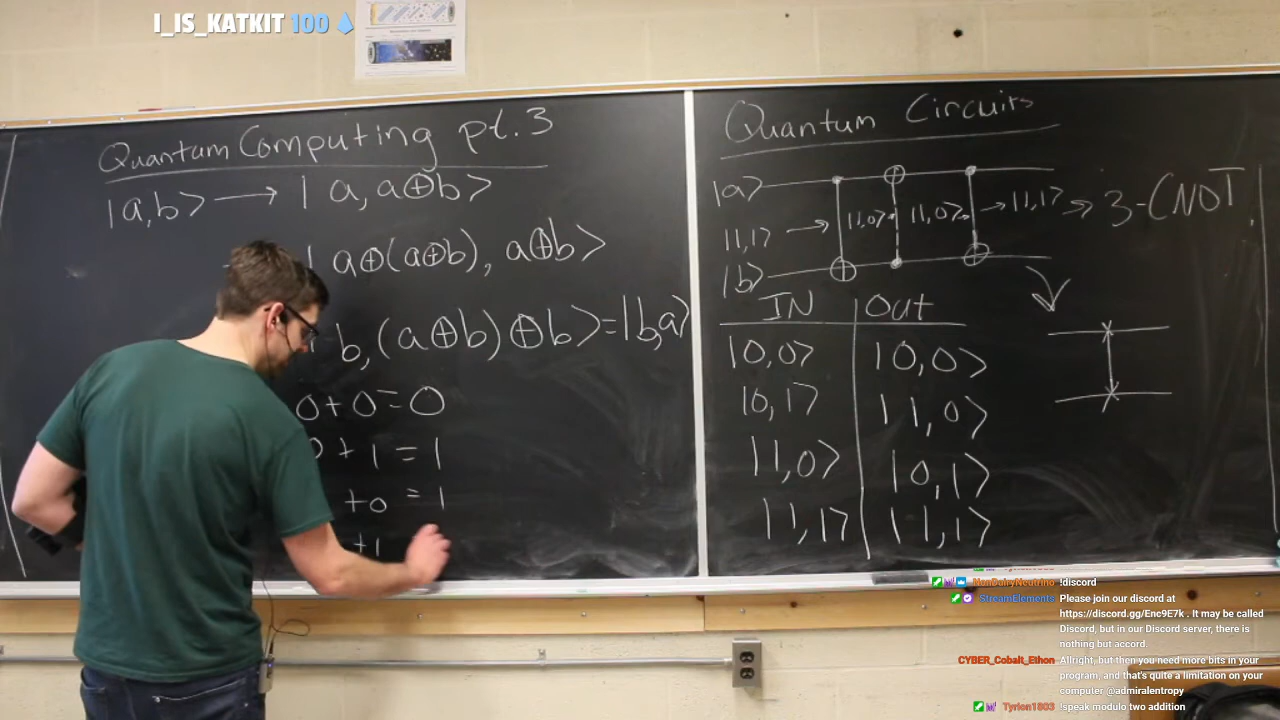 I_IS_KATKIT 100
Quantum Computing pt.3
|a,b> → | a, a⊕b>
| a⊕(a⊕b), a⊕b>
b,(a⊕b)⊕b>=|b,a>
0+0=0
+1=1
+0=1
+1
Quantum Circuits
|a>
|1,1> → |1,0> |1,0> → |1,1> ⇒ 3-CNOT
|b>
IN Out
|0,0> |0,0>
|0,1> |1,0>
|1,0> |0,1>
|1,1> |1,1>
NonDairyNeutrino !discord
StreamElements Please join our discord at
https://discord.gg/Enc9E7k . It may be called
Discord, but in our Discord server, there is
nothing but accord.
CYBER_Cobalt_Ethon Allright, but then you need more bits in your
program, and that's quite a limitation on your
computer @admiralentropy
Tyrion1803 !speak modulo two addition